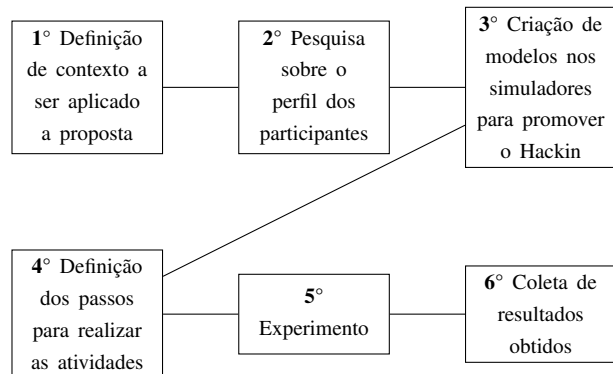 1° Definição
de contexto a
ser aplicado
a proposta
2° Pesquisa
sobre o
perfil dos
participantes
3° Criação de
modelos nos
simuladores
para promover
o Hackin
4° Definição
dos passos
para realizar
as atividades
5°
Experimento
6° Coleta de
resultados
obtidos